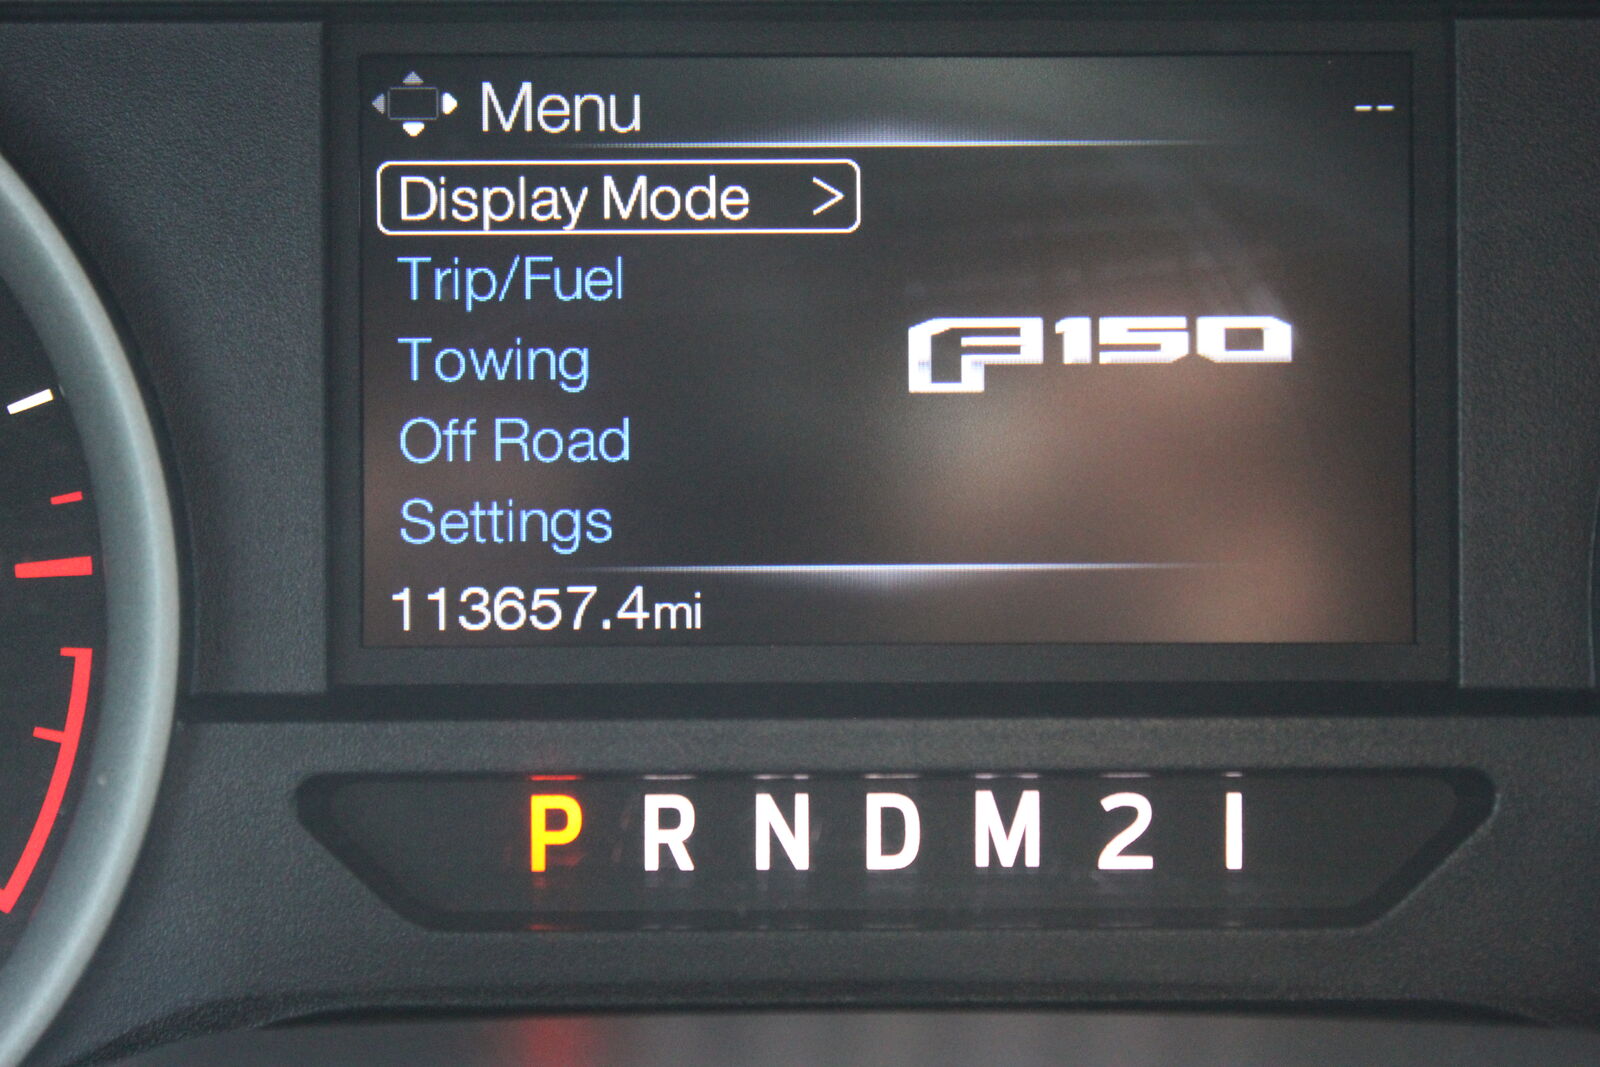 Menu --
Display Mode >
Trip/Fuel
Towing
F150
Off Road
Settings
113657.4mi
P R N D M 2 1